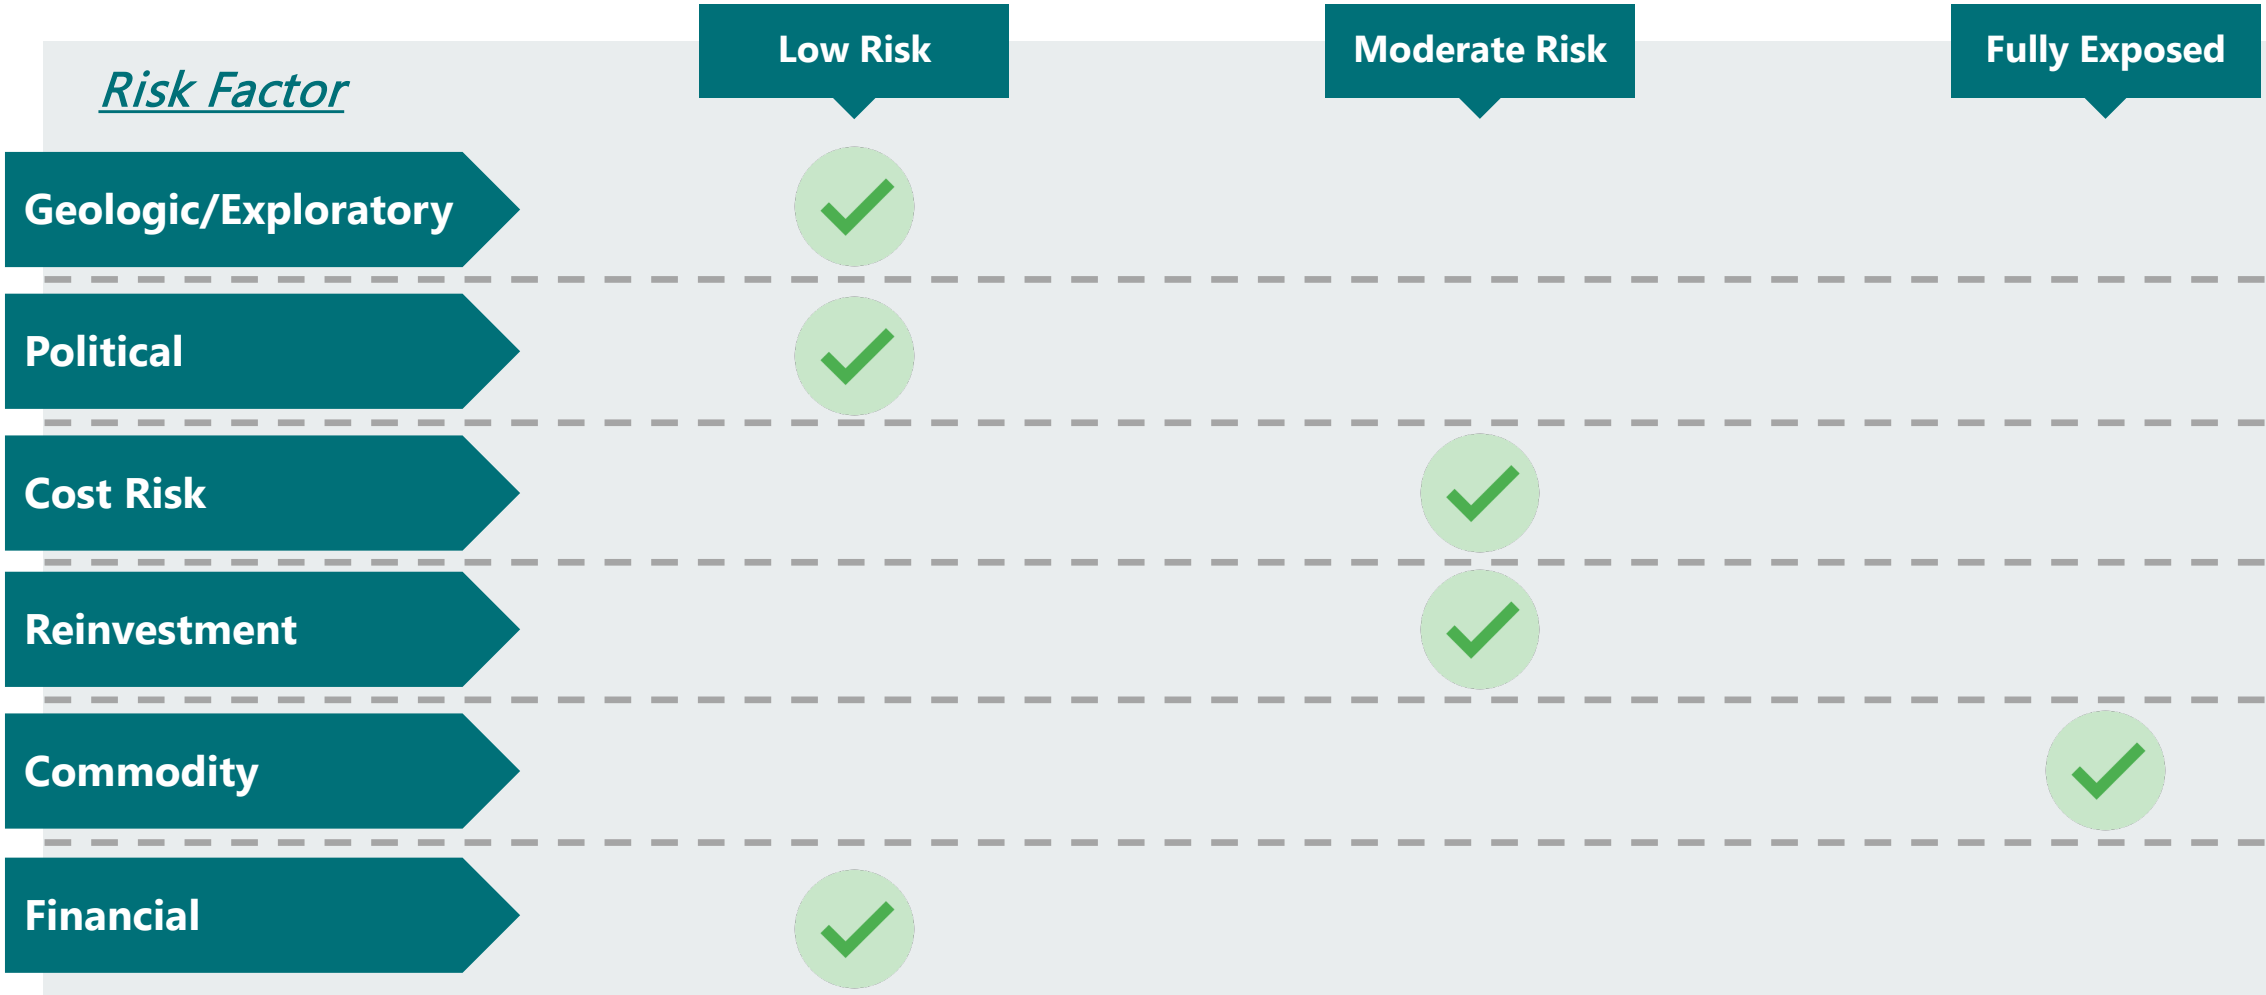 Low Risk
Moderate Risk
Fully Exposed
Risk Factor
Geologic/Exploratory
Political
Cost Risk
Reinvestment
Commodity
Financial